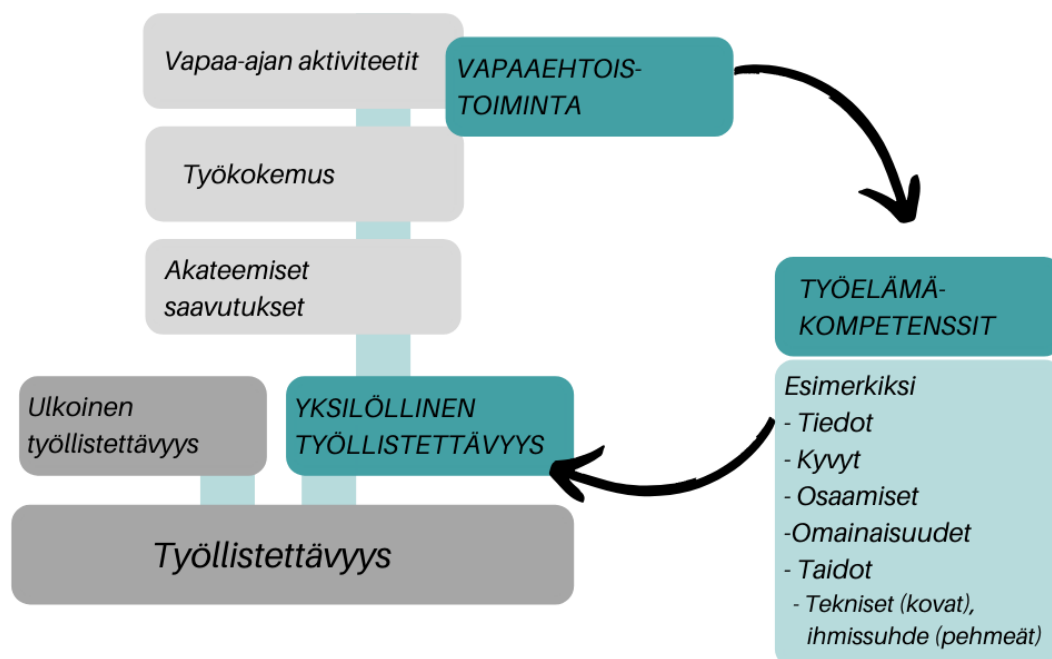 Vapaa-ajan aktiviteetit
VAPAAEHTOIS-
TOIMINTA
Työkokemus
Akateemiset
saavutukset
Ulkoinen
työllistettävyys
YKSILÖLLINEN
TYÖLLISTETTÄVYYS
Työllistettävyys
TYÖELÄMÄ-
KOMPETENSSIT
Esimerkiksi
- Tiedot
- Kyvyt
- Osaamiset
-Omainaisuudet
- Taidot
- Tekniset (kovat),
ihmissuhde (pehmeät)